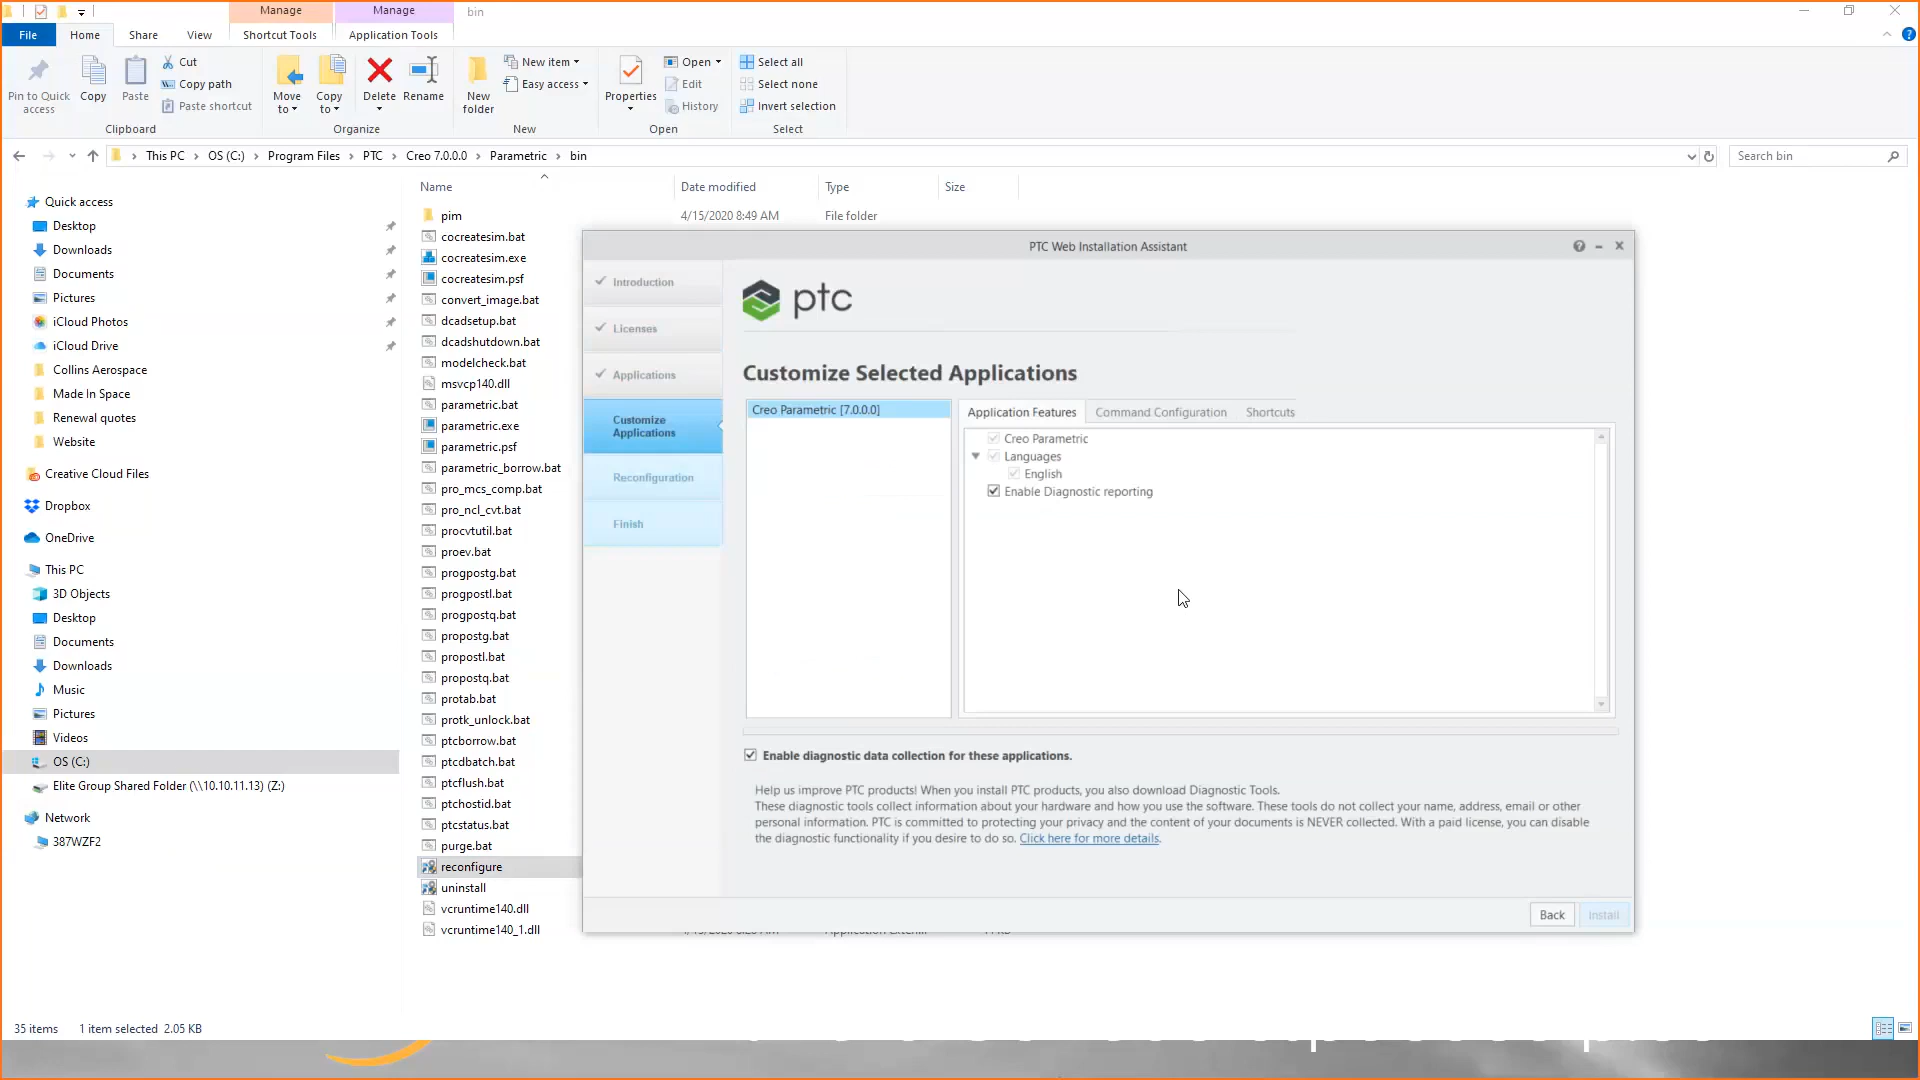 Manage
Manage
bin
File
Home
Share
View
Shortcut Tools
Application Tools
Pin to Quick access
Copy
Paste
Cut
Copy path
Paste shortcut
Clipboard
Move to
Copy to
Delete
Rename
Organize
New folder
New item
Easy access
New
Properties
Open
Edit
History
Open
Select all
Select none
Invert selection
Select
This PC > OS (C:) > Program Files > PTC > Creo 7.0.0.0 > Parametric > bin
Search bin
Quick access
Desktop
Downloads
Documents
Pictures
iCloud Photos
iCloud Drive
Collins Aerospace
Made In Space
Renewal quotes
Website
Creative Cloud Files
Dropbox
OneDrive
This PC
3D Objects
Desktop
Documents
Downloads
Music
Pictures
Videos
OS (C:)
Elite Group Shared Folder (\\10.10.11.13) (Z:)
Network
387WZF2
Name
Date modified
Type
Size
pim
4/15/2020 8:49 AM
File folder
cocreatesim.bat
cocreatesim.exe
cocreatesim.psf
convert_image.bat
dcadsetup.bat
dcadshutdown.bat
modelcheck.bat
msvcp140.dll
parametric.bat
parametric.exe
parametric.psf
parametric_borrow.bat
pro_mcs_comp.bat
pro_ncl_cvt.bat
procvtutil.bat
proev.bat
progpostg.bat
progpostl.bat
progpostq.bat
propostg.bat
propostl.bat
propostq.bat
protab.bat
protk_unlock.bat
ptcborrow.bat
ptcdbatch.bat
ptcflush.bat
ptchostid.bat
ptcstatus.bat
purge.bat
reconfigure
uninstall
vcruntime140.dll
vcruntime140_1.dll
PTC Web Installation Assistant
Introduction
Licenses
Applications
Customize Applications
Reconfiguration
Finish
ptc
Customize Selected Applications
Creo Parametric [7.0.0.0]
Application Features
Command Configuration
Shortcuts
Creo Parametric
Languages
English
Enable Diagnostic reporting
Enable diagnostic data collection for these applications.
Help us improve PTC products! When you install PTC products, you also download Diagnostic Tools.
These diagnostic tools collect information about your hardware and how you use the software. These tools do not collect your name, address, email or other
personal information. PTC is committed to protecting your privacy and the content of your documents is NEVER collected. With a paid license, you can disable
the diagnostic functionality if you desire to do so. Click here for more details.
Back
Install
35 items
1 item selected 2.05 KB